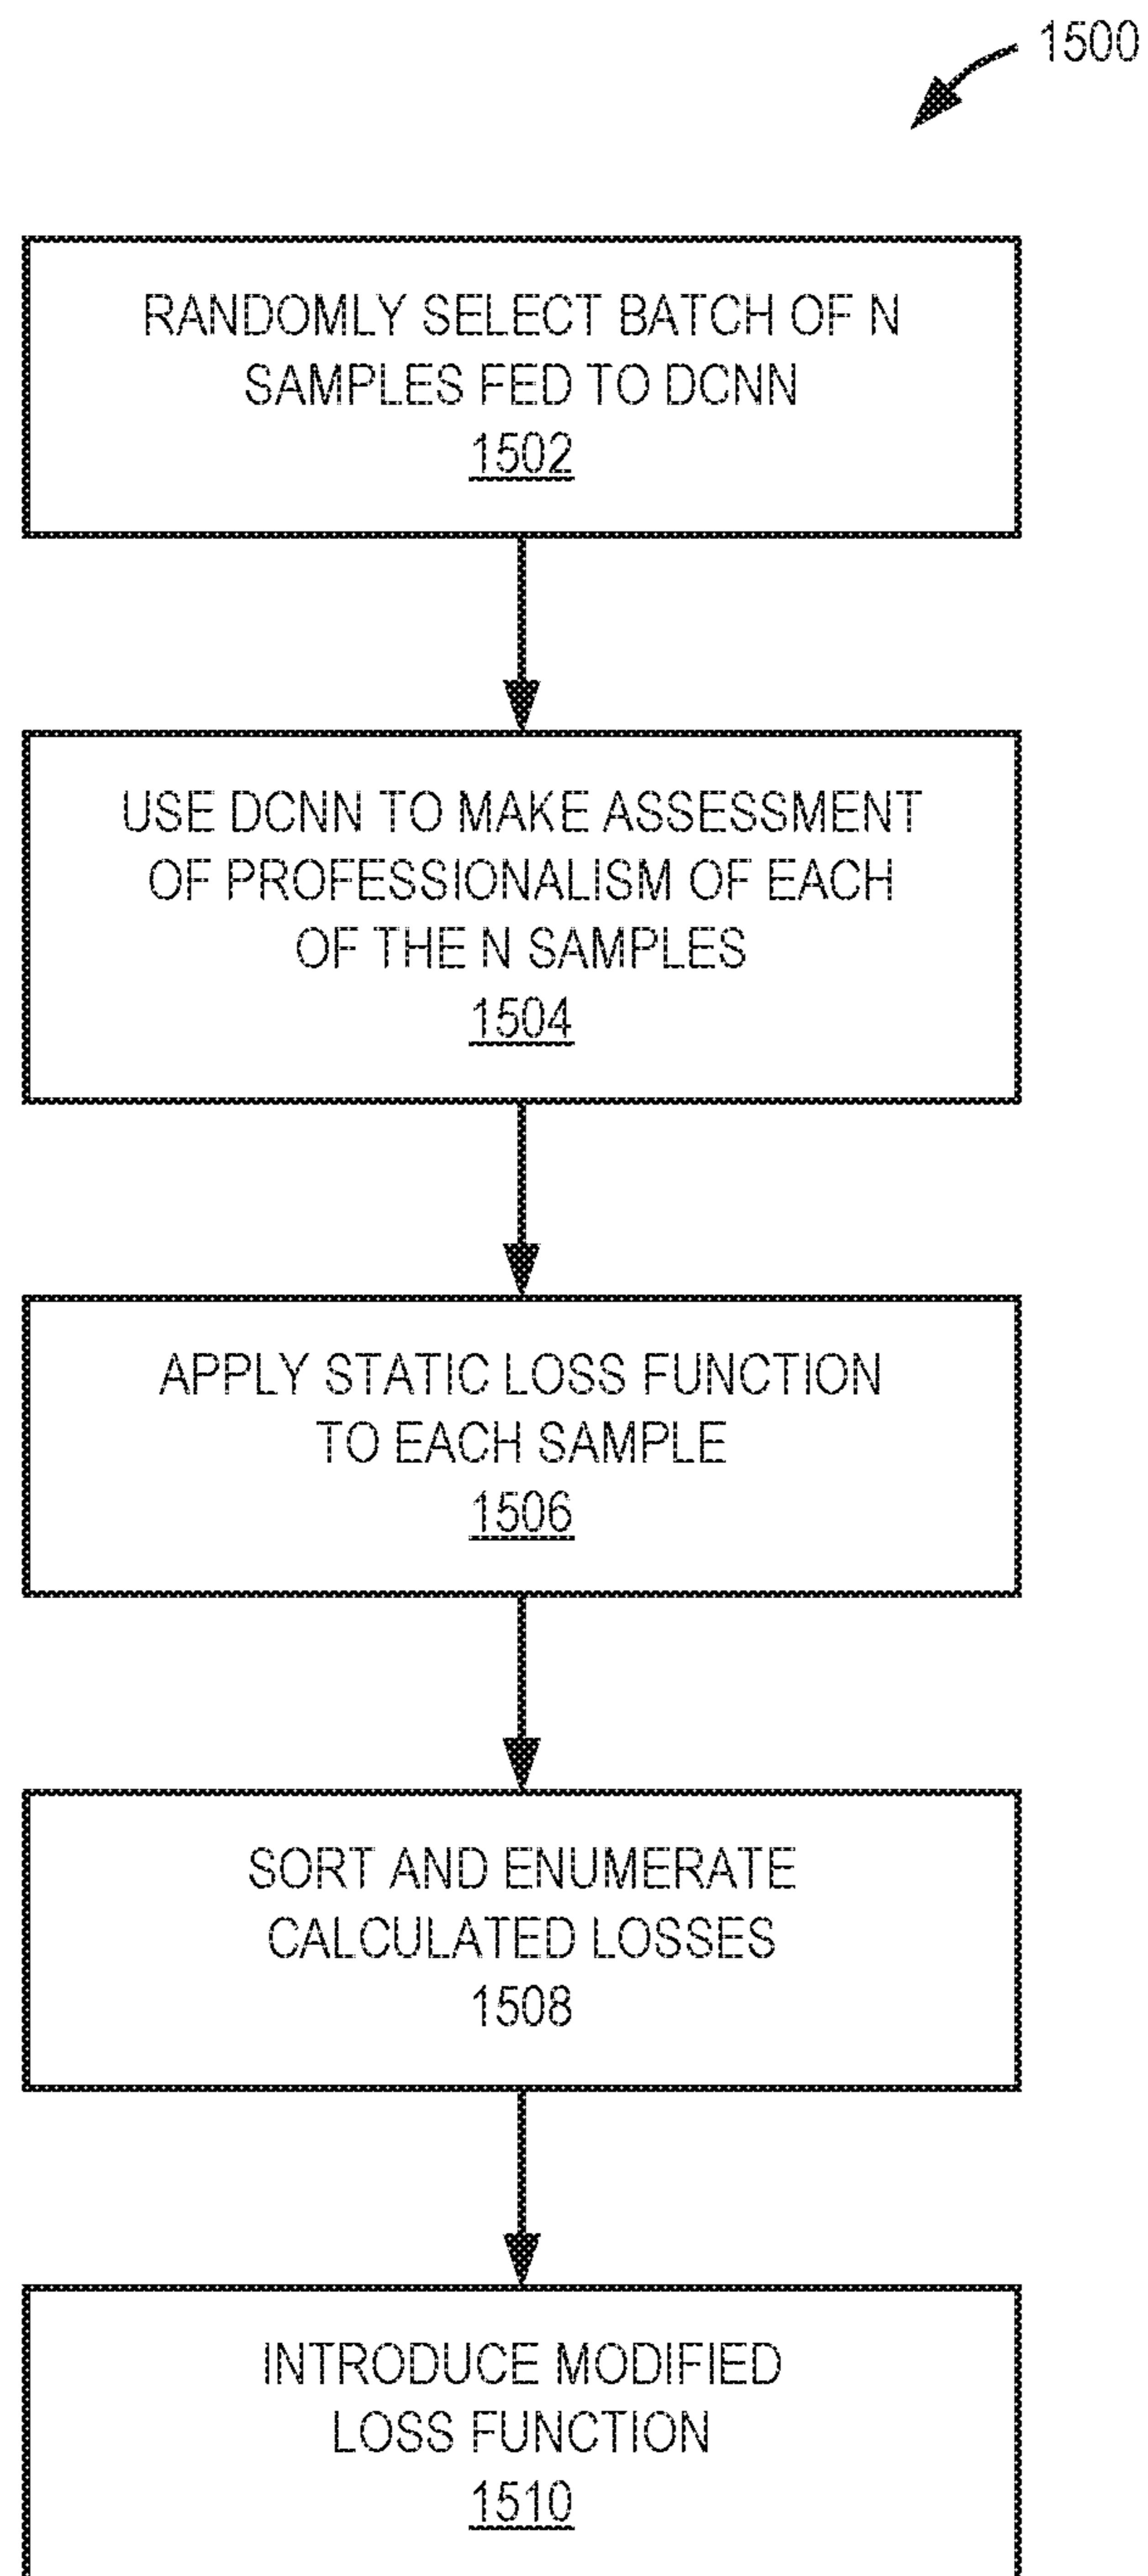 1500
RANDOMLY SELECT BATCH OF N
SAMPLES FED TO DCNN
1502
USE DCNN TO MAKE ASSESSMENT
OF PROFESSIONALISM OF EACH
OF THE N SAMPLES
1504
APPLY STATIC LOSS FUNCTION
TO EACH SAMPLE
1506
SORT AND ENUMERATE
CALCULATED LOSSES
1508
INTRODUCE MODIFIED
LOSS FUNCTION
1510